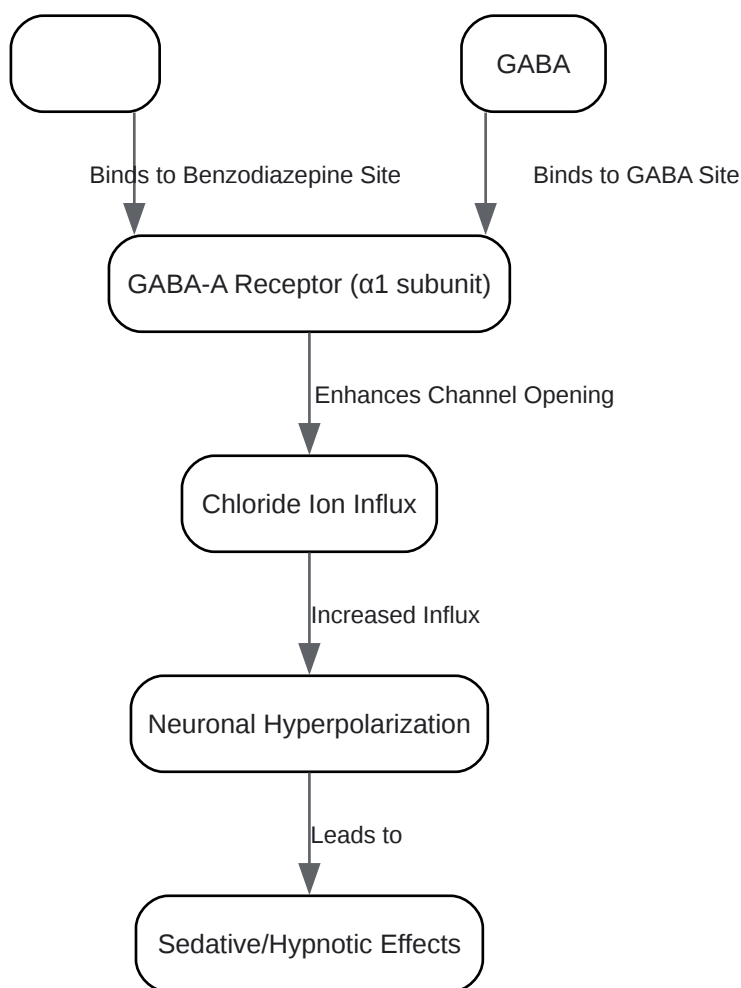 GABA
Binds to Benzodiazepine Site
Binds to GABA Site
GABA-A Receptor (α1 subunit)
Enhances Channel Opening
Chloride Ion Influx
Increased Influx
Neuronal Hyperpolarization
Leads to
Sedative/Hypnotic Effects